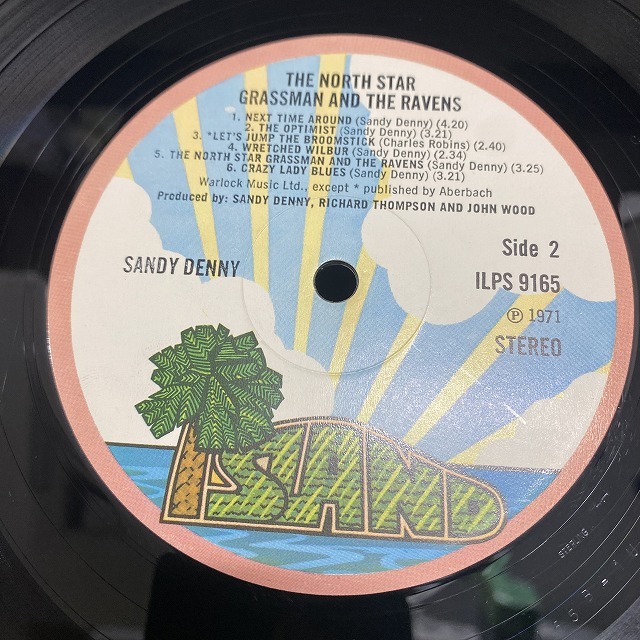 THE NORTH STAR
GRASSMAN AND THE RAVENS
1. NEXT TIME AROUND (Sandy Denny) (4.20)
2. THE OPTIMIST (Sandy Denny) (3.21)
3. *LET'S JUMP THE BROOMSTICK (Charles Robins) (2.40)
4. WRETCHED WILBUR (Sandy Denny) (2.34)
5. THE NORTH STAR GRASSMAN AND THE RAVENS (Sandy Denny) (3.25)
6. CRAZY LADY BLUES (Sandy Denny) (3.21)
Warlock Music Ltd., except * published by Aberbach
Produced by: SANDY DENNY, RICHARD THOMPSON AND JOHN WOOD
SANDY DENNY
Side 2
ILPS 9165
℗ 1971
STEREO
ISLAND
STERLING